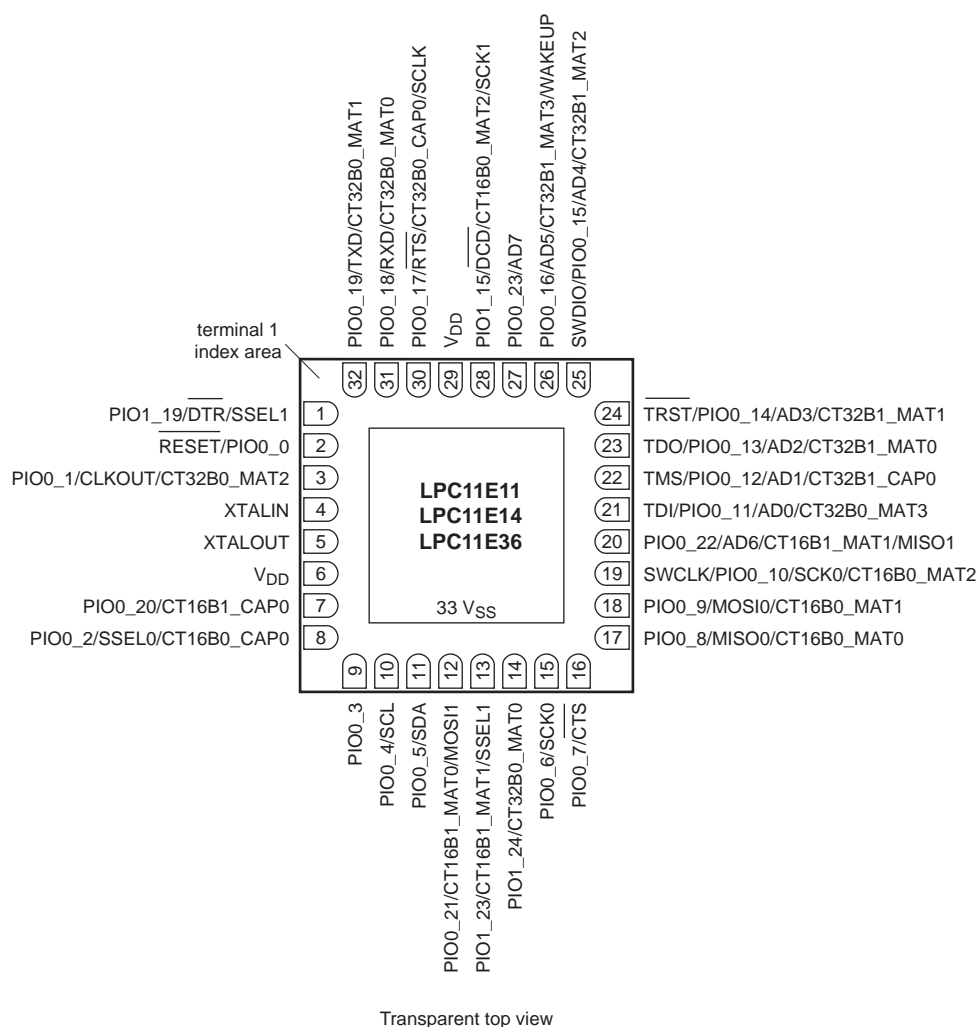 PIO0_19/TXD/CT32B0_MAT1
PIO0_18/RXD/CT32B0_MAT0
PIO0_17/RTS/CT32B0_CAP0/SCLK
VDD
PIO1_15/DCD/CT16B0_MAT2/SCK1
PIO0_23/AD7
PIO0_16/AD5/CT32B1_MAT3/WAKEUP
SWDIO/PIO0_15/AD4/CT32B1_MAT2
terminal 1
index area
32
31
30
29
28
27
26
25
PIO1_19/DTR/SSEL1
1
RESET/PIO0_0
2
PIO0_1/CLKOUT/CT32B0_MAT2
3
XTALIN
4
XTALOUT
5
VDD
6
PIO0_20/CT16B1_CAP0
7
PIO0_2/SSEL0/CT16B0_CAP0
8
LPC11E11
LPC11E14
LPC11E36
33 VSS
24
TRST/PIO0_14/AD3/CT32B1_MAT1
23
TDO/PIO0_13/AD2/CT32B1_MAT0
22
TMS/PIO0_12/AD1/CT32B1_CAP0
21
TDI/PIO0_11/AD0/CT32B0_MAT3
20
PIO0_22/AD6/CT16B1_MAT1/MISO1
19
SWCLK/PIO0_10/SCK0/CT16B0_MAT2
18
PIO0_9/MOSI0/CT16B0_MAT1
17
PIO0_8/MISO0/CT16B0_MAT0
9
10
11
12
13
14
15
16
PIO0_3
PIO0_4/SCL
PIO0_5/SDA
PIO0_21/CT16B1_MAT0/MOSI1
PIO1_23/CT16B1_MAT1/SSEL1
PIO1_24/CT32B0_MAT0
PIO0_6/SCK0
PIO0_7/CTS
Transparent top view